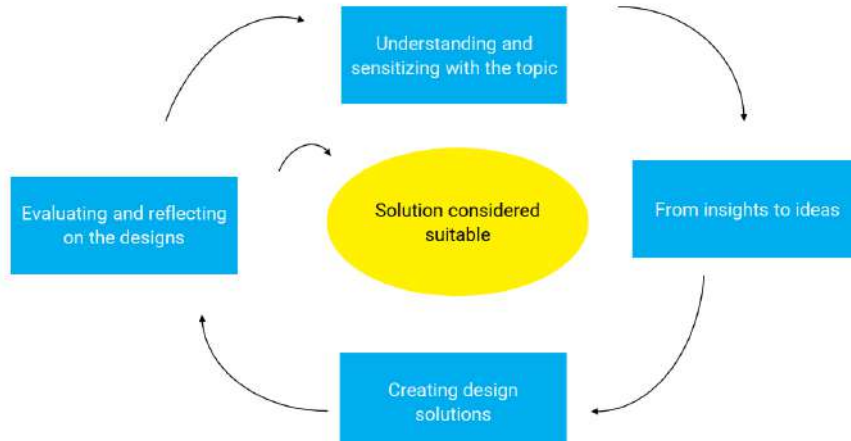 Understanding and
sensitizing with the topic
Evaluating and reflecting
on the designs
Solution considered
suitable
From insights to ideas
Creating design
solutions